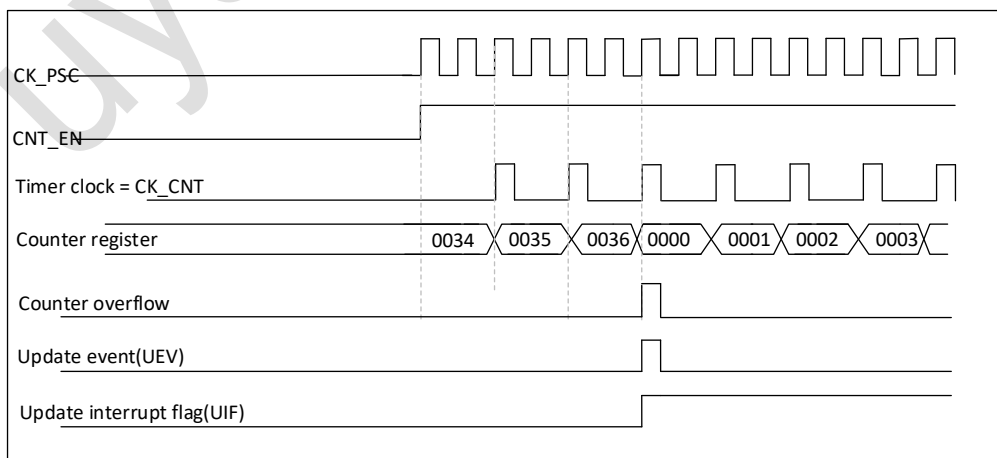 CK_PSC
CNT_EN
Timer clock = CK_CNT
Counter register 0034 0035 0036 0000 0001 0002 0003
Counter overflow
Update event(UEV)
Update interrupt flag(UIF)